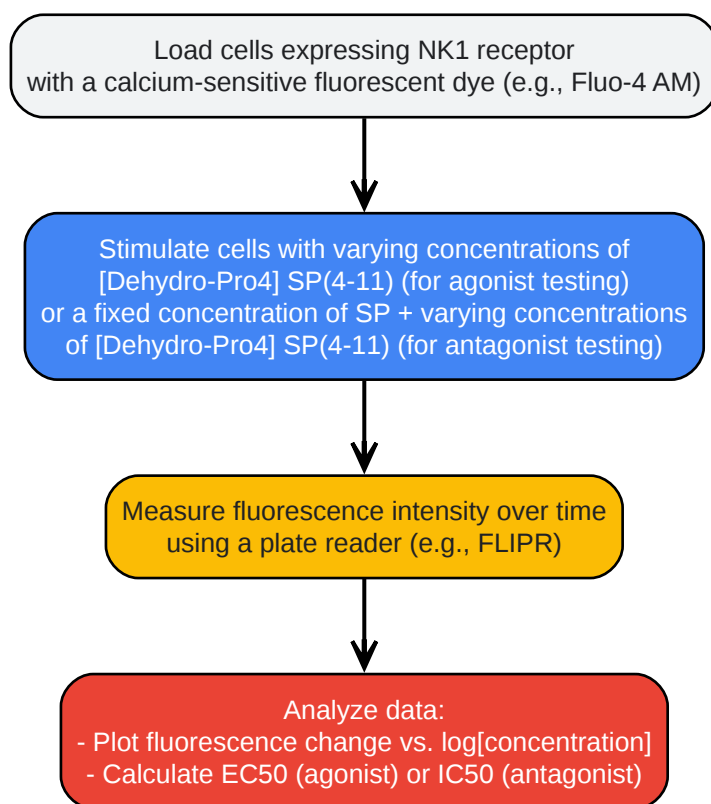 Load cells expressing NK1 receptor
with a calcium-sensitive fluorescent dye (e.g., Fluo-4 AM)
Stimulate cells with varying concentrations of
[Dehydro-Pro4] SP(4-11) (for agonist testing)
or a fixed concentration of SP + varying concentrations
of [Dehydro-Pro4] SP(4-11) (for antagonist testing)
Measure fluorescence intensity over time
using a plate reader (e.g., FLIPR)
Analyze data:
- Plot fluorescence change vs. log[concentration]
- Calculate EC50 (agonist) or IC50 (antagonist)